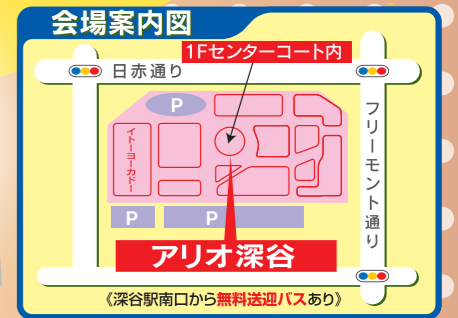 会場案内図
1Fセンターコート内
日赤通り
P
イトーヨーカドー
フリーモント通り
P
P
アリオ深谷
《深谷駅南口から無料送迎バスあり》